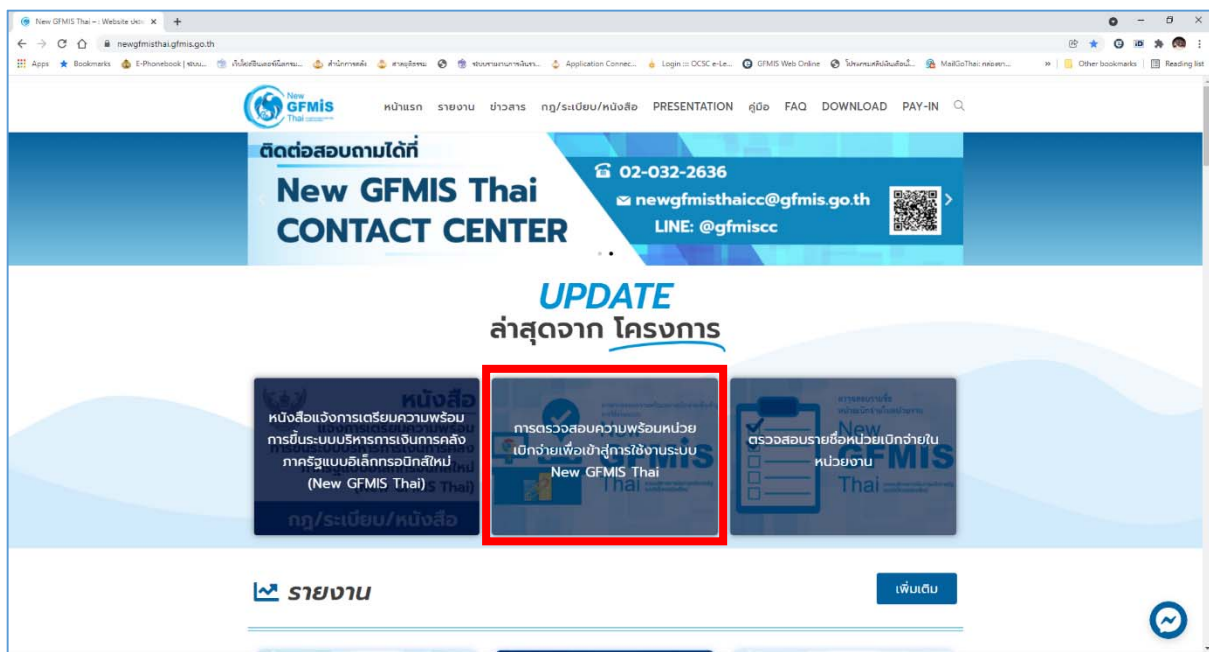 New GFMIS Thai – : Website
newgfmisthai.gfmis.go.th
Apps Bookmarks E-Phonebook | Application Connec... Login ::: OCSC e-Le... GFMIS Web Online MailGoThai: Other bookmarks Reading list
New
GFMIS
Thai
หน้าแรก รายงาน ข่าวสาร กฎ/ระเบียบ/หนังสือ PRESENTATION คู่มือ FAQ DOWNLOAD PAY-IN
ติดต่อสอบถามได้ที่
New GFMIS Thai
CONTACT CENTER
02-032-2636
newgfmisthaicc@gfmis.go.th
LINE: @gfmiscc
UPDATE
ล่าสุดจาก โครงการ
หนังสือ
หนังสือแจ้งการเตรียมความพร้อม
การขึ้นระบบบริหารการเงินการคลัง
ภาครัฐแบบอิเล็กทรอนิกส์ใหม่
(New GFMIS Thai)
กฎ/ระเบียบ/หนังสือ
การตรวจสอบความพร้อมหน่วย
เบิกจ่ายเพื่อเข้าสู่การใช้งานระบบ
New GFMIS Thai
ตรวจสอบรายชื่อหน่วยเบิกจ่ายใน
หน่วยงาน
New
GFMIS
Thai
รายงาน
เพิ่มเติม